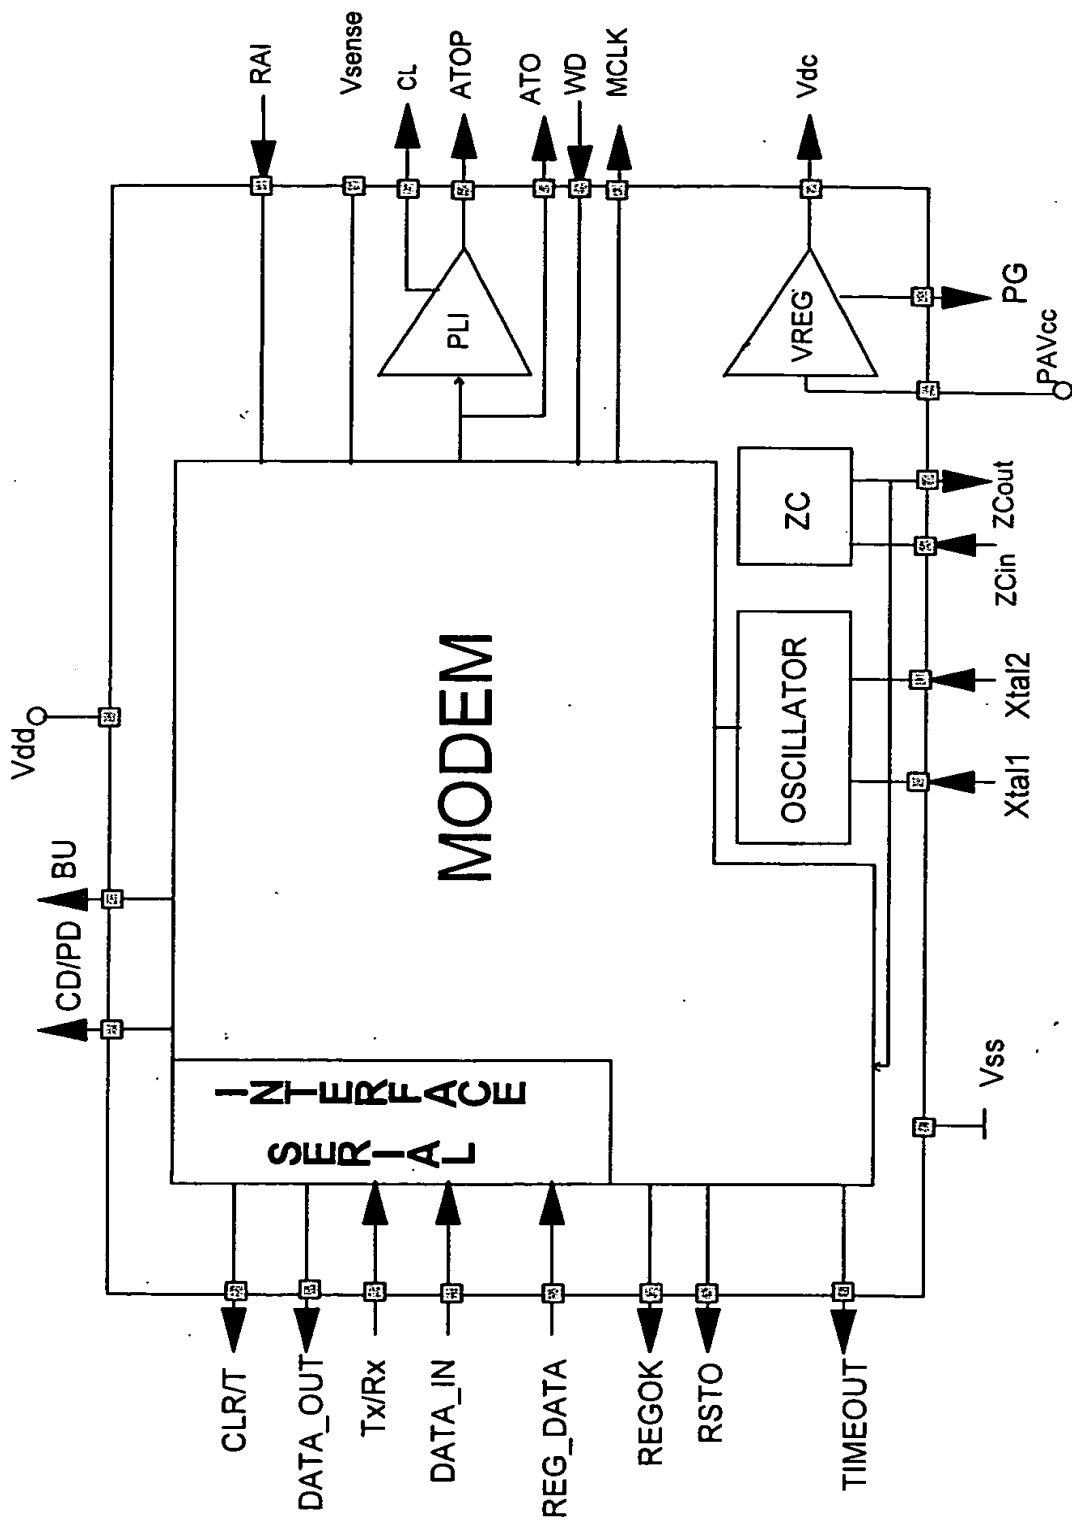 RAI
Vsense
CL
ATOP
ATO
WD
MCLK
Vdc
PLI
VREG
PG
PAVcc
ZC
ZCout
ZCin
OSCILLATOR
Xtal2
Xtal1
MODEM
Vdd
BU
CD/PD
INTERFACE
SERIAL
Vss
CLR/T
DATA_OUT
Tx/Rx
DATA_IN
REG_DATA
REGOK
RSTO
TIMEOUT